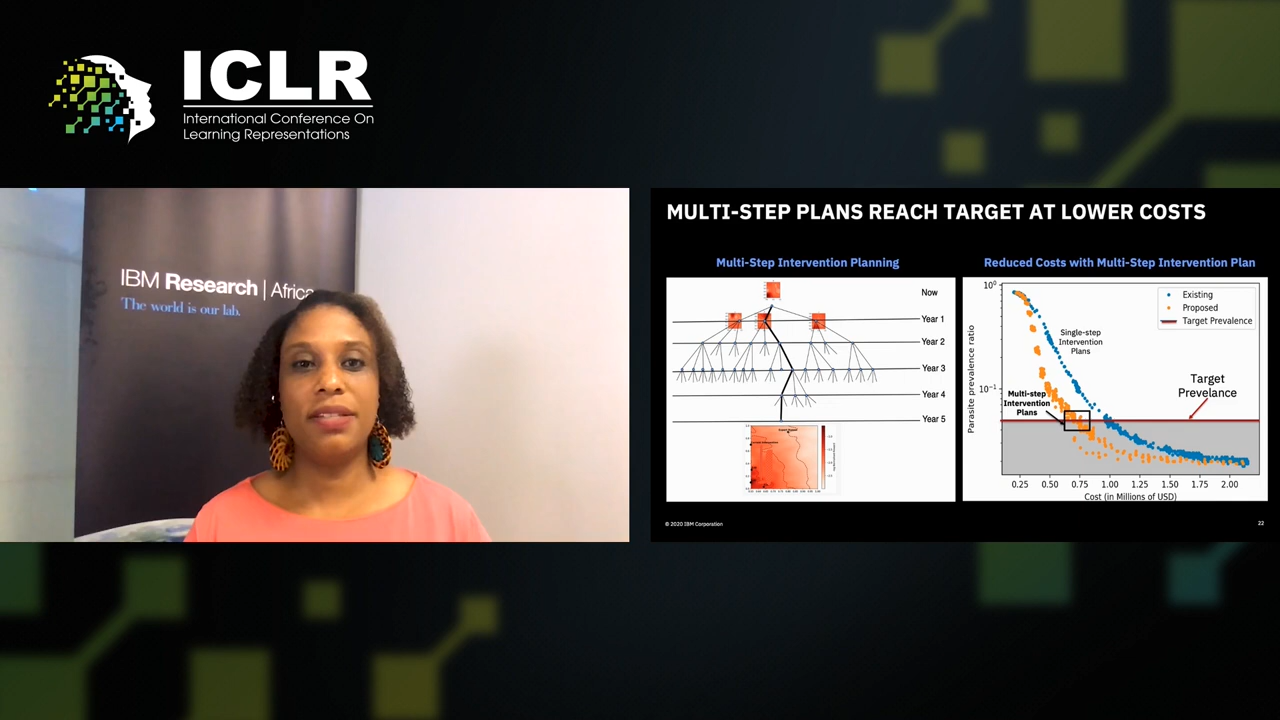 ICLR
International Conference On
Learning Representations
IBM Research | Africa
The world is our lab.
MULTI-STEP PLANS REACH TARGET AT LOWER COSTS
Multi-Step Intervention Planning
Now
Year 1
Year 2
Year 3
Year 4
Year 5
Reduced Costs with Multi-Step Intervention Plan
Existing
Proposed
Target Prevalence
Single-step
Intervention
Plans
Multi-step
Intervention
Plans
Target
Prevelance
Parasite prevalence ratio
10⁰
10⁻¹
0.25 0.50 0.75 1.00 1.25 1.50 1.75 2.00
Cost (in Millions of USD)
© 2020 IBM Corporation
22